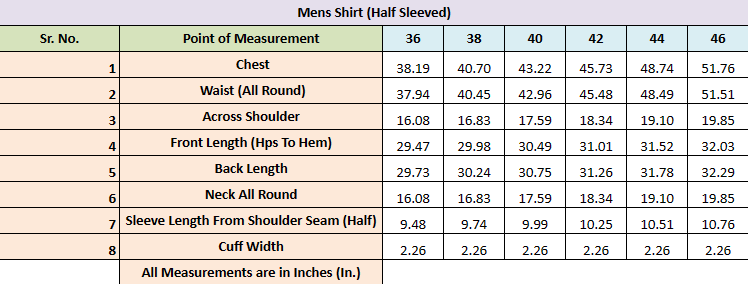 Mens Shirt (Half Sleeved)
Sr. No. Point of Measurement 36 38 40 42 44 46
1 Chest 38.19 40.70 43.22 45.73 48.74 51.76
2 Waist (All Round) 37.94 40.45 42.96 45.48 48.49 51.51
3 Across Shoulder 16.08 16.83 17.59 18.34 19.10 19.85
4 Front Length (Hps To Hem) 29.47 29.98 30.49 31.01 31.52 32.03
5 Back Length 29.73 30.24 30.75 31.26 31.78 32.29
6 Neck All Round 16.08 16.83 17.59 18.34 19.10 19.85
7 Sleeve Length From Shoulder Seam (Half) 9.48 9.74 9.99 10.25 10.51 10.76
8 Cuff Width 2.26 2.26 2.26 2.26 2.26 2.26
All Measurements are in Inches (In.)